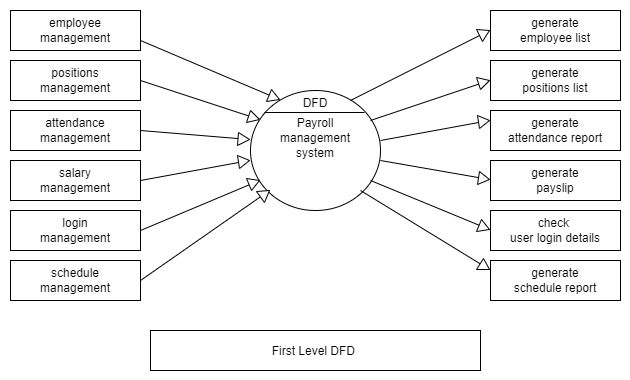 employee
management
positions
management
attendance
management
salary
management
login
management
schedule
management
DFD
Payroll
management
system
generate
employee list
generate
positions list
generate
attendance report
generate
payslip
check
user login details
generate
schedule report
First Level DFD